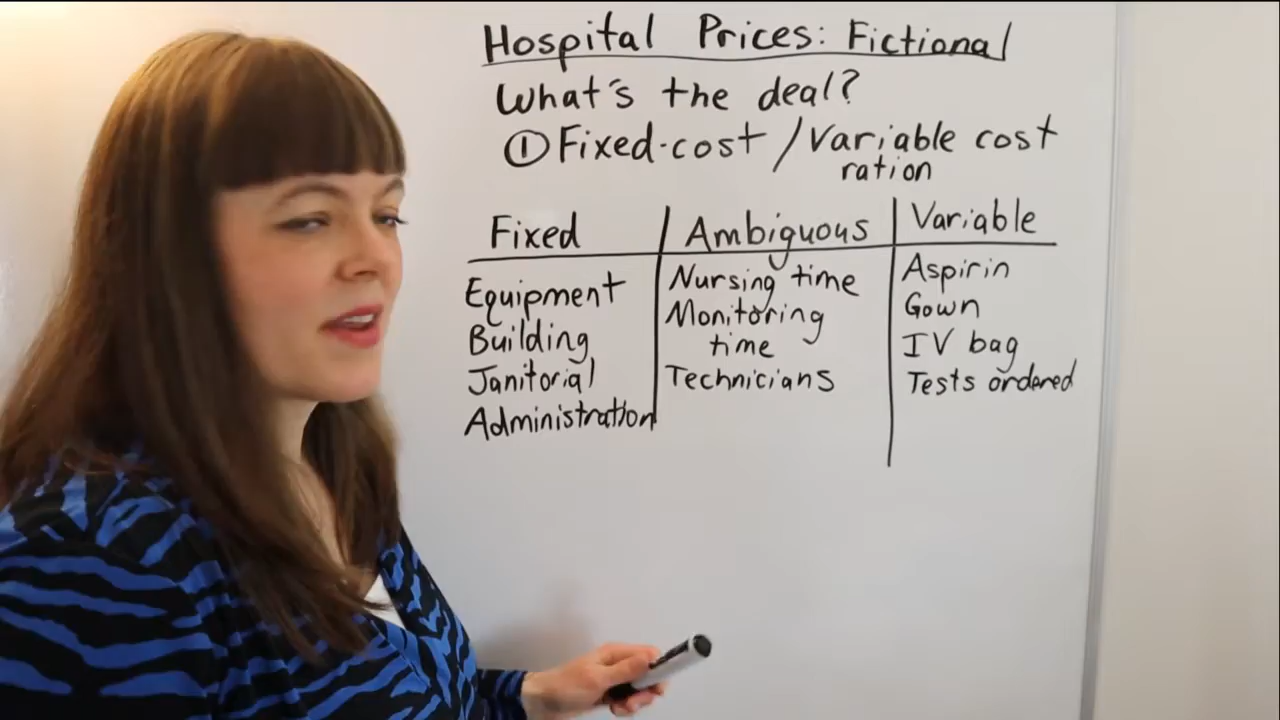 Hospital Prices: Fictional
What's the deal?
① Fixed-cost / Variable cost
ration
Fixed | Ambiguous | Variable
Equipment Nursing time Aspirin
Building Monitoring Gown
time IV bag
Janitorial Technicians Tests ordered
Administration